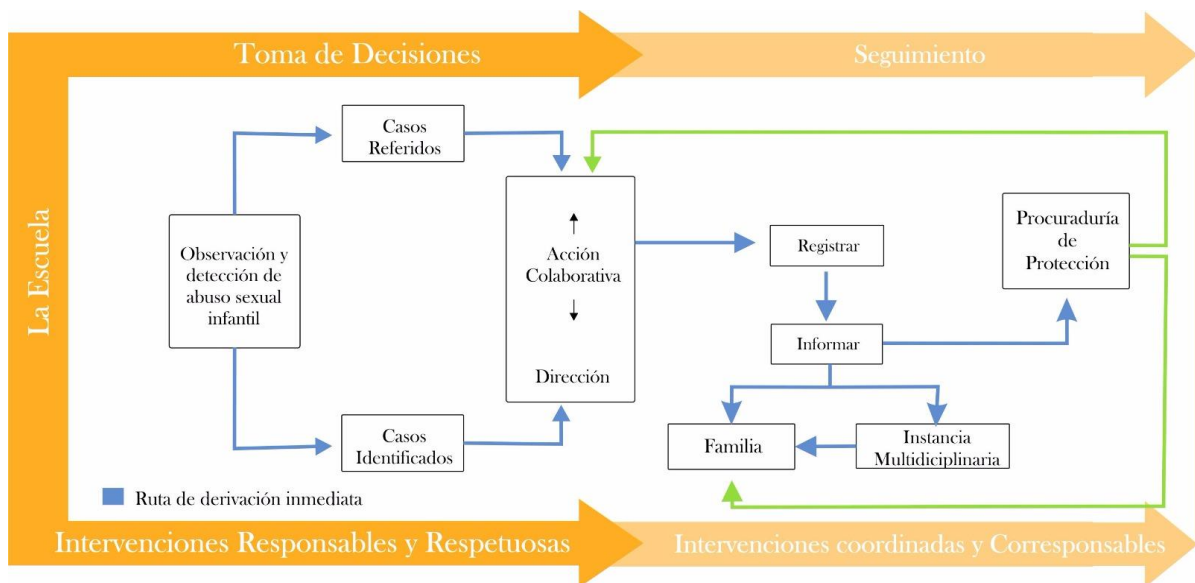 Toma de Decisiones
Seguimiento
La Escuela
Casos
Referidos
Observación y
detección de
abuso sexual
infantil
Casos
Identificados
Acción
Colaborativa
Dirección
Registrar
Informar
Familia
Instancia
Multidiciplinaria
Procuraduría
de
Protección
Ruta de derivación inmediata
Intervenciones Responsables y Respetuosas
Intervenciones coordinadas y Corresponsables